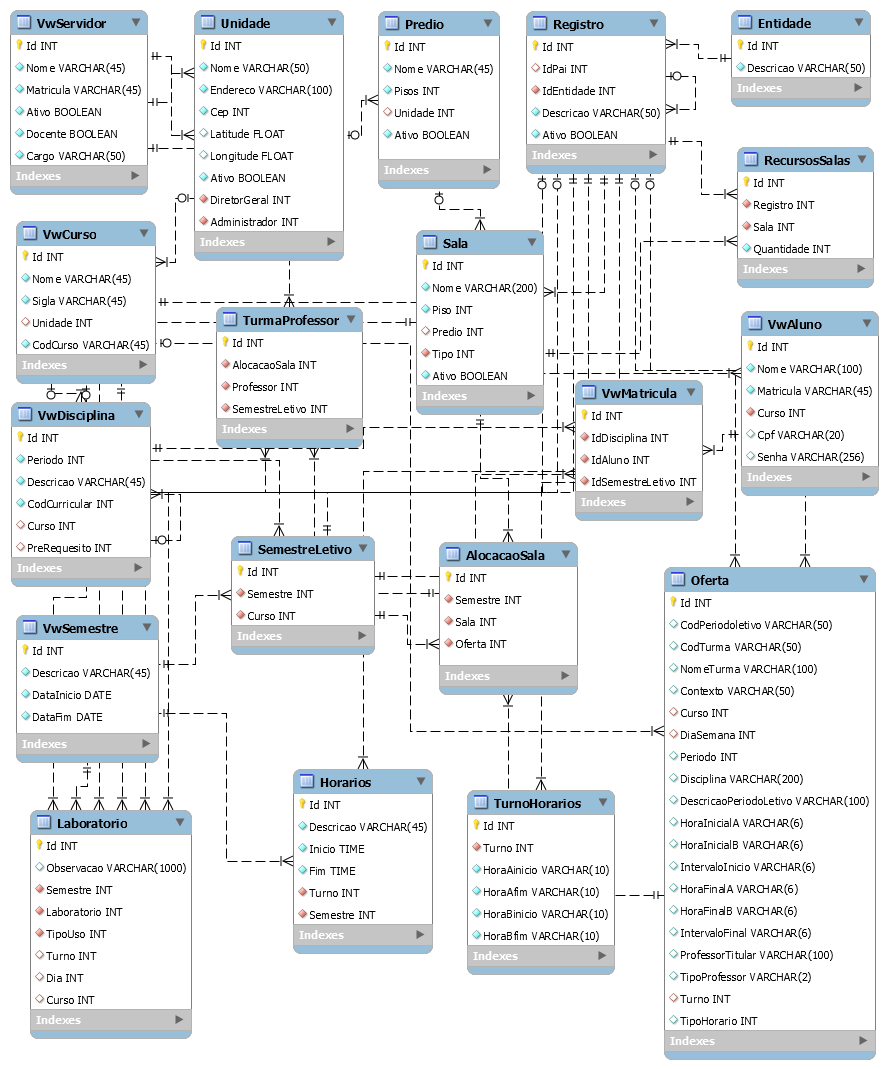 VwServidor
Id INT
Nome VARCHAR(45)
Matricula VARCHAR(45)
Ativo BOOLEAN
Docente BOOLEAN
Cargo VARCHAR(50)
Indexes
Unidade
Id INT
Nome VARCHAR(50)
Endereco VARCHAR(100)
Cep INT
Latitude FLOAT
Longitude FLOAT
Ativo BOOLEAN
DiretorGeral INT
Administrador INT
Indexes
Predio
Id INT
Nome VARCHAR(45)
Pisos INT
Unidade INT
Ativo BOOLEAN
Indexes
Registro
Id INT
IdPai INT
IdEntidade INT
Descricao VARCHAR(50)
Ativo BOOLEAN
Indexes
Entidade
Id INT
Descricao VARCHAR(50)
Indexes
RecursosSalas
Id INT
Registro INT
Sala INT
Quantidade INT
Indexes
VwCurso
Id INT
Nome VARCHAR(45)
Sigla VARCHAR(45)
Unidade INT
CodCurso VARCHAR(45)
Indexes
TurmaProfessor
Id INT
AlocacaoSala INT
Professor INT
SemestreLetivo INT
Indexes
Sala
Id INT
Nome VARCHAR(200)
Piso INT
Predio INT
Tipo INT
Ativo BOOLEAN
Indexes
VwAluno
Id INT
Nome VARCHAR(100)
Matricula VARCHAR(45)
Curso INT
Cpf VARCHAR(20)
Senha VARCHAR(256)
Indexes
VwMatricula
Id INT
IdDisciplina INT
IdAluno INT
IdSemestreLetivo INT
Indexes
VwDisciplina
Id INT
Periodo INT
Descricao VARCHAR(45)
CodCurricular INT
Curso INT
PreRequesito INT
Indexes
SemestreLetivo
Id INT
Semestre INT
Curso INT
Indexes
AlocacaoSala
Id INT
Semestre INT
Sala INT
Oferta INT
Indexes
Oferta
Id INT
CodPeriodoletivo VARCHAR(50)
CodTurma VARCHAR(50)
NomeTurma VARCHAR(100)
Contexto VARCHAR(50)
Curso INT
DiaSemana INT
Periodo INT
Disciplina VARCHAR(200)
DescricaoPeriodoLetivo VARCHAR(100)
HoraInicialA VARCHAR(6)
HoraInicialB VARCHAR(6)
IntervaloInicio VARCHAR(6)
HoraFinalA VARCHAR(6)
HoraFinalB VARCHAR(6)
IntervaloFinal VARCHAR(6)
ProfessorTitular VARCHAR(100)
TipoProfessor VARCHAR(2)
Turno INT
TipoHorario INT
Indexes
VwSemestre
Id INT
Descricao VARCHAR(45)
DataInicio DATE
DataFim DATE
Indexes
Horarios
Id INT
Descricao VARCHAR(45)
Inicio TIME
Fim TIME
Turno INT
Semestre INT
Indexes
TurnoHorarios
Id INT
Turno INT
HoraAinicio VARCHAR(10)
HoraAfim VARCHAR(10)
HoraBinicio VARCHAR(10)
HoraBfim VARCHAR(10)
Indexes
Laboratorio
Id INT
Observacao VARCHAR(1000)
Semestre INT
Laboratorio INT
TipoUso INT
Turno INT
Dia INT
Curso INT
Indexes